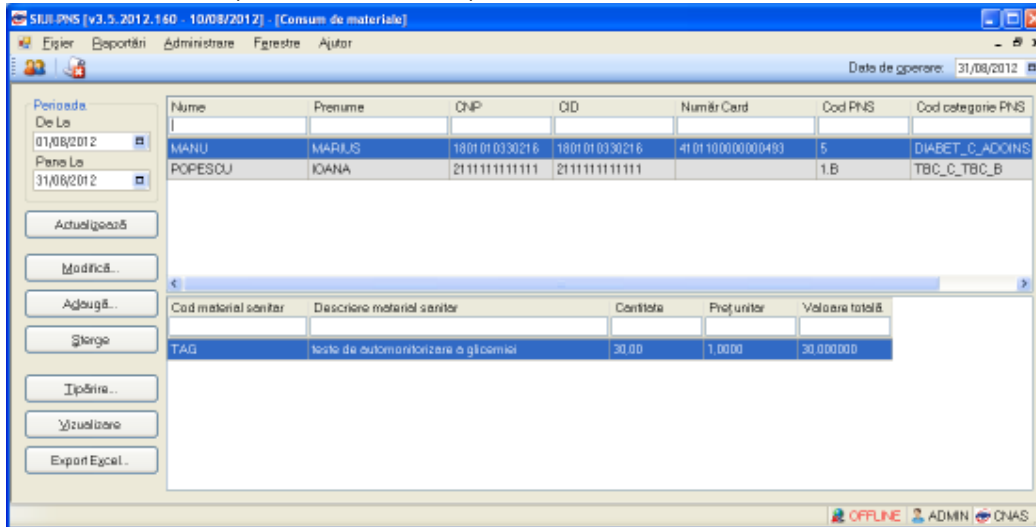 SIUI-PNS [v3.5.2012.160 - 10/08/2012] - [Consum de materiale]
Fişier Raportări Administrare Ferestre Ajutor
Data de operare: 31/08/2012
Perioada
De La
01/08/2012
Pana La
31/08/2012
Actualizează
Modifică...
Adaugă...
Şterge
Tipărire...
Vizualizare
Export Excel...
Nume Prenume CNP CID Număr Card Cod PNS Cod categorie PNS
MANU MARIUS 1801010330216 1801010330216 4101100000000493 5 DIABET_C_ADOINS
POPESCU IOANA 2111111111111 2111111111111 1.B TBC_C_TBC_B
Cod material sanitar Descriere material sanitar Cantitate Preţ unitar Valoare totală
TAG teste de automonitorizare a glicemiei 30,00 1,0000 30,000000
OFFLINE ADMIN CNAS